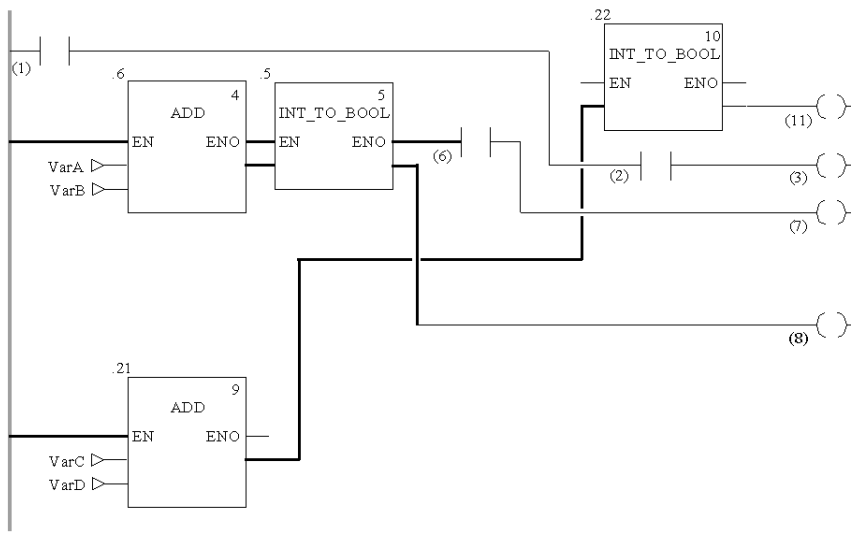 .22
10
INT_TO_BOOL
EN ENO
(1)
(11)
.6
4
ADD
EN ENO
VarA
VarB
.5
5
INT_TO_BOOL
EN ENO
(6)
(2)
(3)
(7)
(8)
.21
9
ADD
EN ENO
VarC
VarD